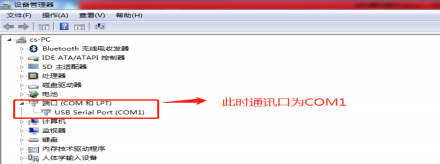 设备管理器
文件(F) 操作(A) 查看(V) 帮助(H)
cs-PC
Bluetooth 无线电收发器
IDE ATA/ATAPI 控制器
SD 主适配器
处理器
磁盘驱动器
电池
端口 (COM 和 LPT)
USB Serial Port (COM1)
此时通讯口为COM1
计算机
监视器
键盘
内存技术驱动程序
人体学输入设备